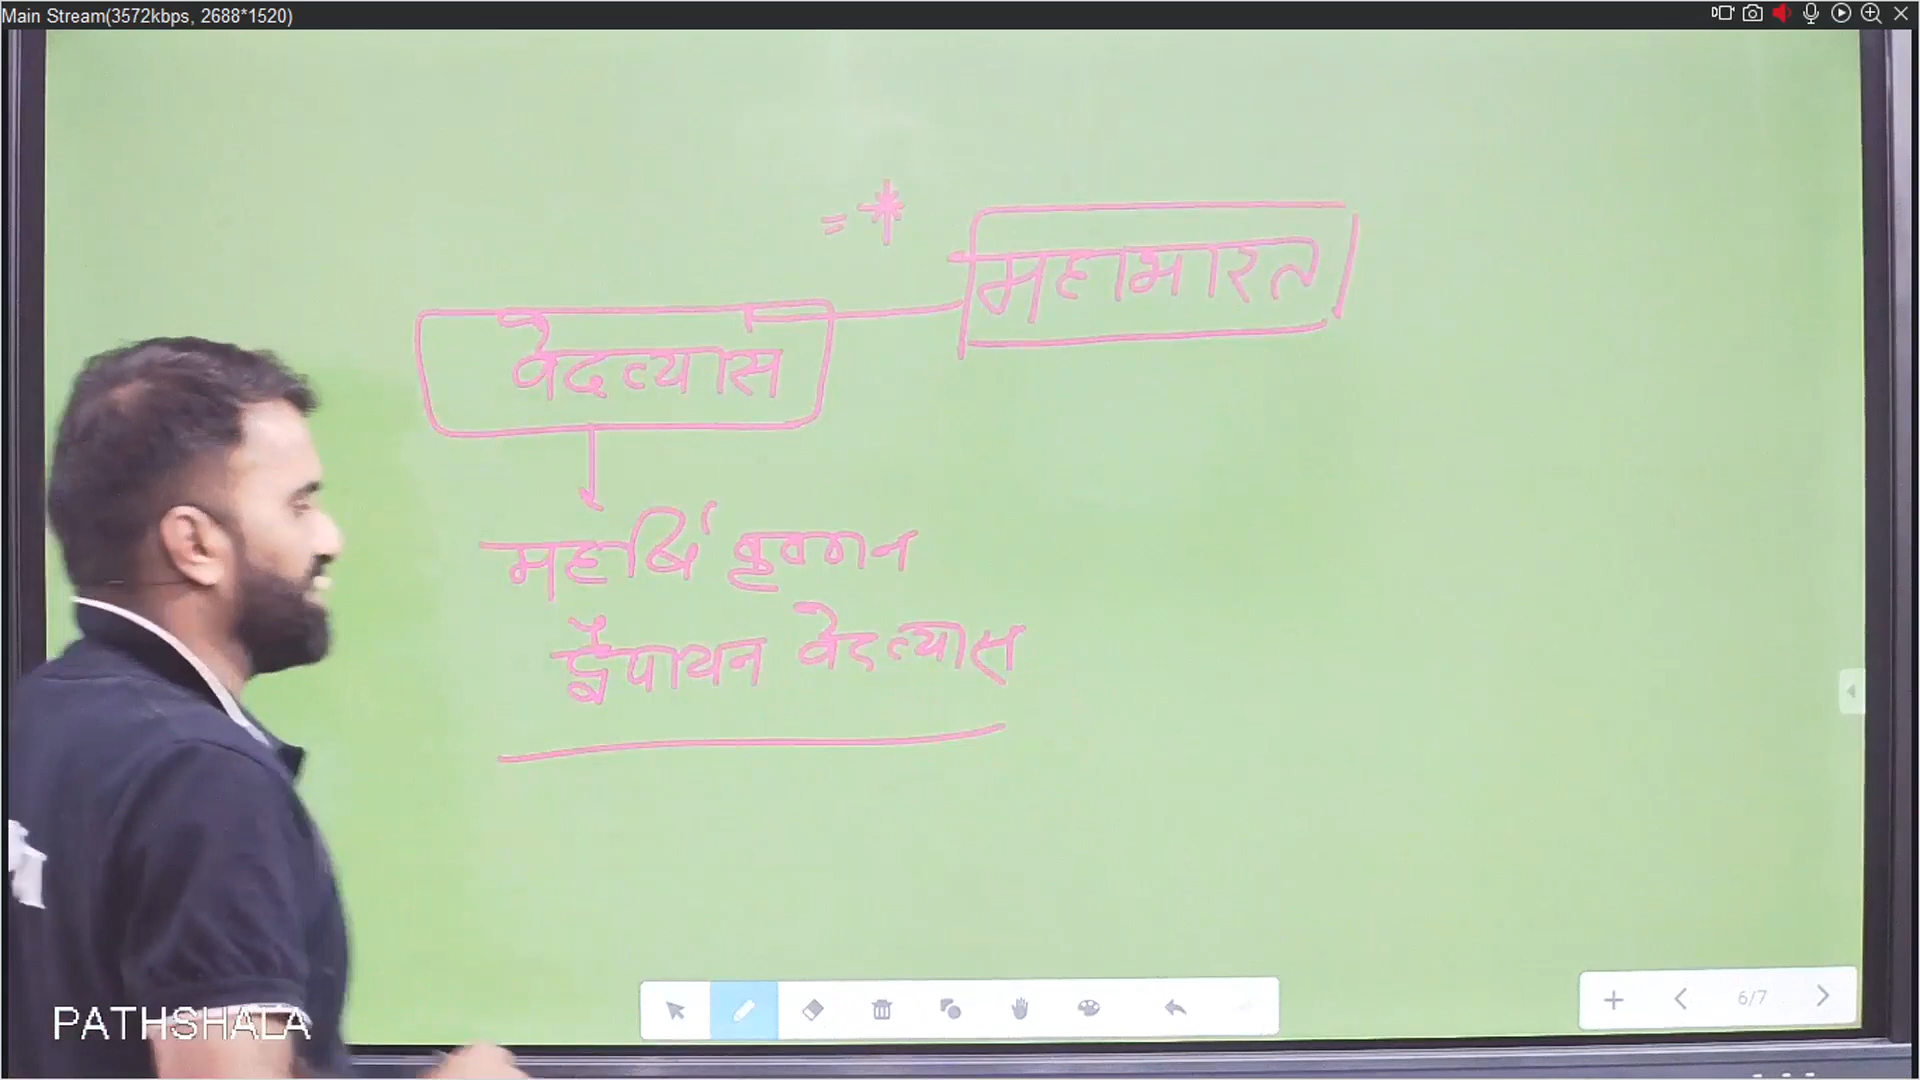 Main Stream(3572kbps, 2688*1520)
= *
महाभारत
वेदव्यास
महर्षि कृष्ण
द्वैपायन वेदव्यास
PATHSHALA
6/7